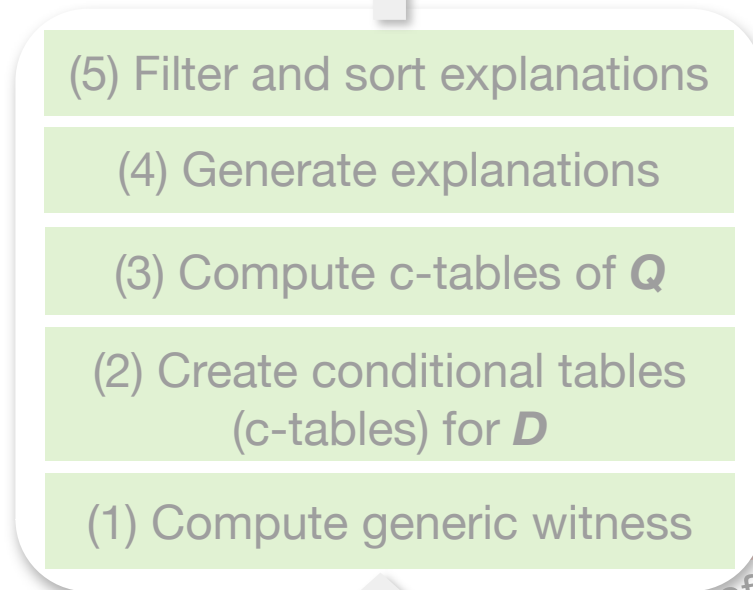 (5) Filter and sort explanations
(4) Generate explanations
(3) Compute c-tables of Q
(2) Create conditional tables
(c-tables) for D
(1) Compute generic witness